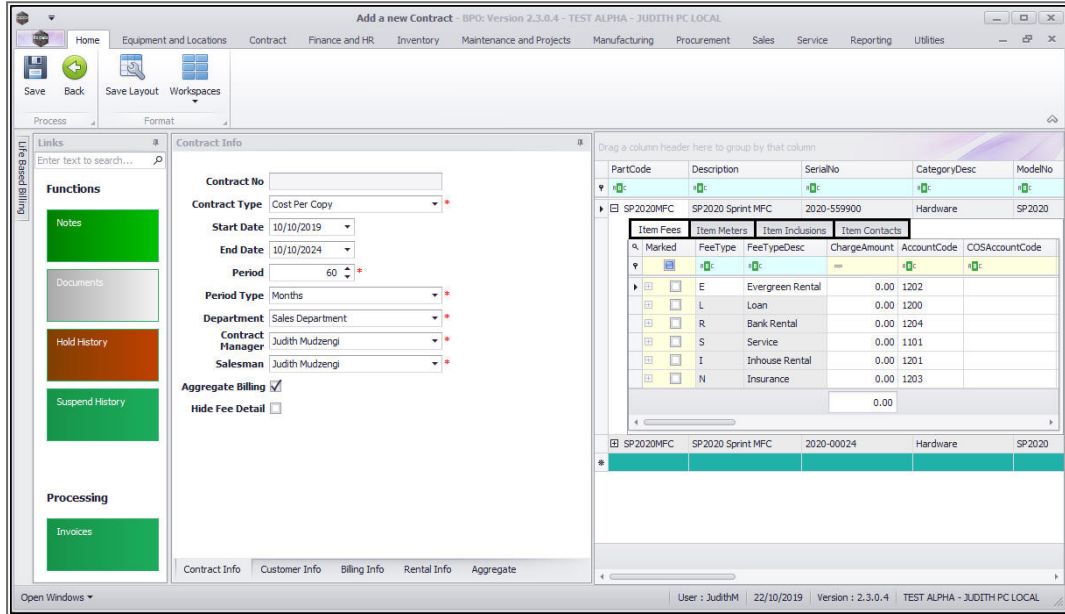 Add a new Contract - BPO: Version 2.3.0.4 - TEST ALPHA - JUDITH PC LOCAL
Home Equipment and Locations Contract Finance and HR Inventory Maintenance and Projects Manufacturing Procurement Sales Service Reporting Utilities
Save Back Save Layout Workspaces
Process Format
Life Based Billing
Links
Enter text to search...
Functions
Notes
Documents
Hold History
Suspend History
Processing
Invoices
Contract Info
Contract No
Contract Type Cost Per Copy *
Start Date 10/10/2019
End Date 10/10/2024
Period 60 *
Period Type Months *
Department Sales Department *
Contract
Manager Judith Mudzengi *
Salesman Judith Mudzengi *
Aggregate Billing
Hide Fee Detail
Contract Info Customer Info Billing Info Rental Info Aggregate
Drag a column header here to group by that column
PartCode Description SerialNo CategoryDesc ModelNo
SP2020MFC SP2020 Sprint MFC 2020-559900 Hardware SP2020
Item Fees Item Meters Item Inclusions Item Contacts
Marked FeeType FeeTypeDesc ChargeAmount AccountCode COSAccountCode
E Evergreen Rental 0.00 1202
L Loan 0.00 1200
R Bank Rental 0.00 1204
S Service 0.00 1101
I Inhouse Rental 0.00 1201
N Insurance 0.00 1203
0.00
SP2020MFC SP2020 Sprint MFC 2020-00024 Hardware SP2020
Open Windows User : JudithM 22/10/2019 Version : 2.3.0.4 TEST ALPHA - JUDITH PC LOCAL